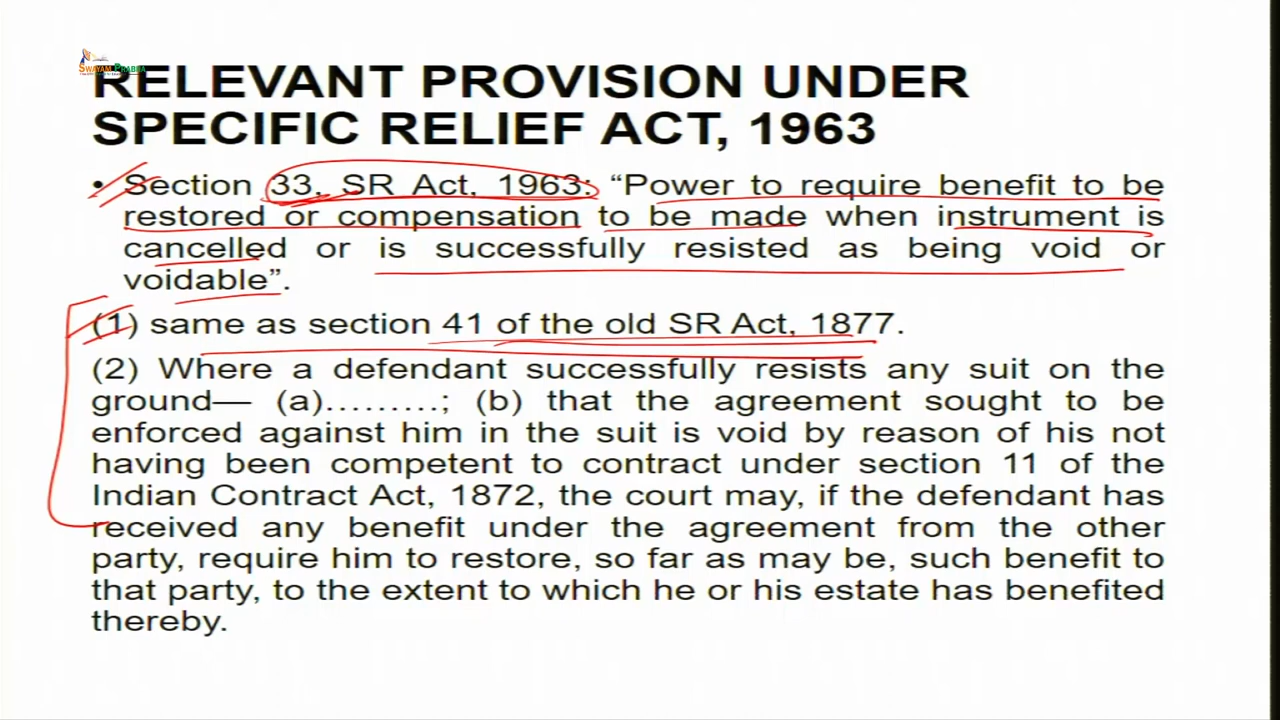 SWAYAM PRABHA
RELEVANT PROVISION UNDER
SPECIFIC RELIEF ACT, 1963
• Section 33, SR Act, 1963: “Power to require benefit to be
restored or compensation to be made when instrument is
cancelled or is successfully resisted as being void or
voidable”.
(1) same as section 41 of the old SR Act, 1877.
(2) Where a defendant successfully resists any suit on the
ground— (a)………; (b) that the agreement sought to be
enforced against him in the suit is void by reason of his not
having been competent to contract under section 11 of the
Indian Contract Act, 1872, the court may, if the defendant has
received any benefit under the agreement from the other
party, require him to restore, so far as may be, such benefit to
that party, to the extent to which he or his estate has benefited
thereby.